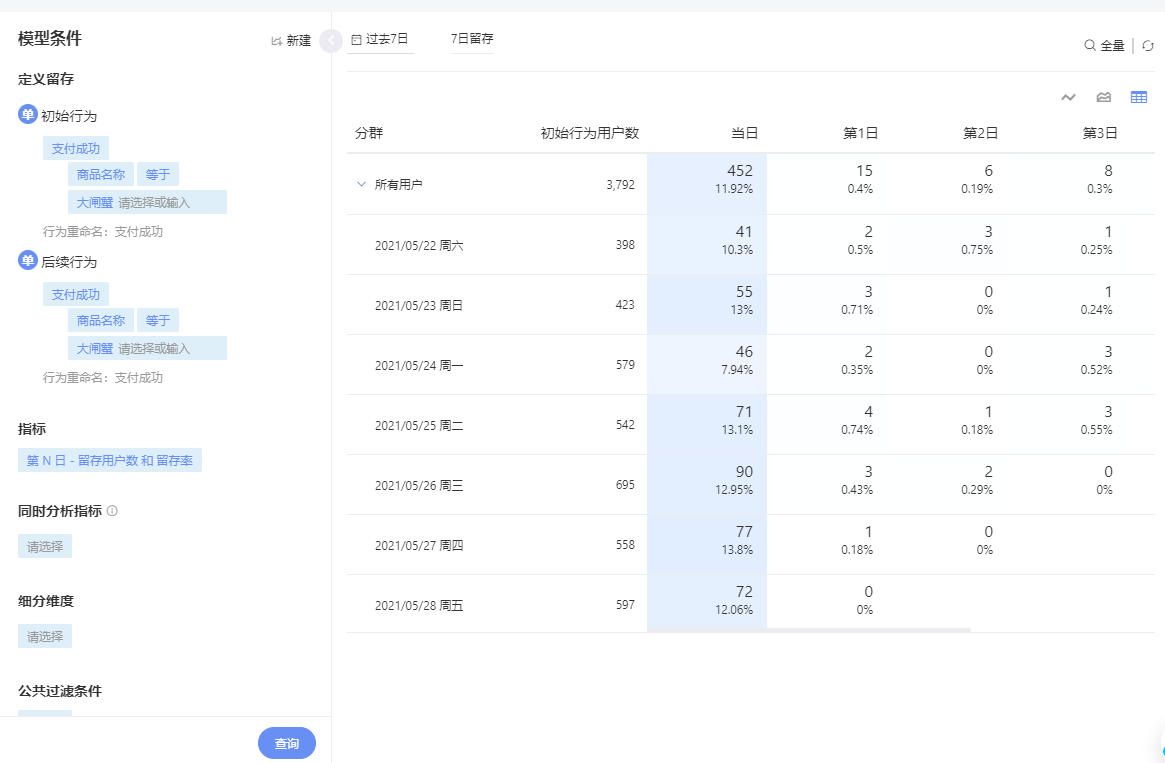 模型条件
新建
定义留存
单 初始行为
支付成功
商品名称 等于
大闸蟹 请选择或输入
行为重命名: 支付成功
单 后续行为
支付成功
商品名称 等于
大闸蟹 请选择或输入
行为重命名: 支付成功
指标
第 N 日 - 留存用户数 和 留存率
同时分析指标
请选择
细分维度
请选择
公共过滤条件
查询
过去7日 7日留存
全量
分群 初始行为用户数 当日 第1日 第2日 第3日
所有用户 3,792 452 15 6 8
11.92% 0.4% 0.19% 0.3%
2021/05/22 周六 398 41 2 3 1
10.3% 0.5% 0.75% 0.25%
2021/05/23 周日 423 55 3 0 1
13% 0.71% 0% 0.24%
2021/05/24 周一 579 46 2 0 3
7.94% 0.35% 0% 0.52%
2021/05/25 周二 542 71 4 1 3
13.1% 0.74% 0.18% 0.55%
2021/05/26 周三 695 90 3 2 0
12.95% 0.43% 0.29% 0%
2021/05/27 周四 558 77 1 0
13.8% 0.18% 0%
2021/05/28 周五 597 72 0
12.06% 0%